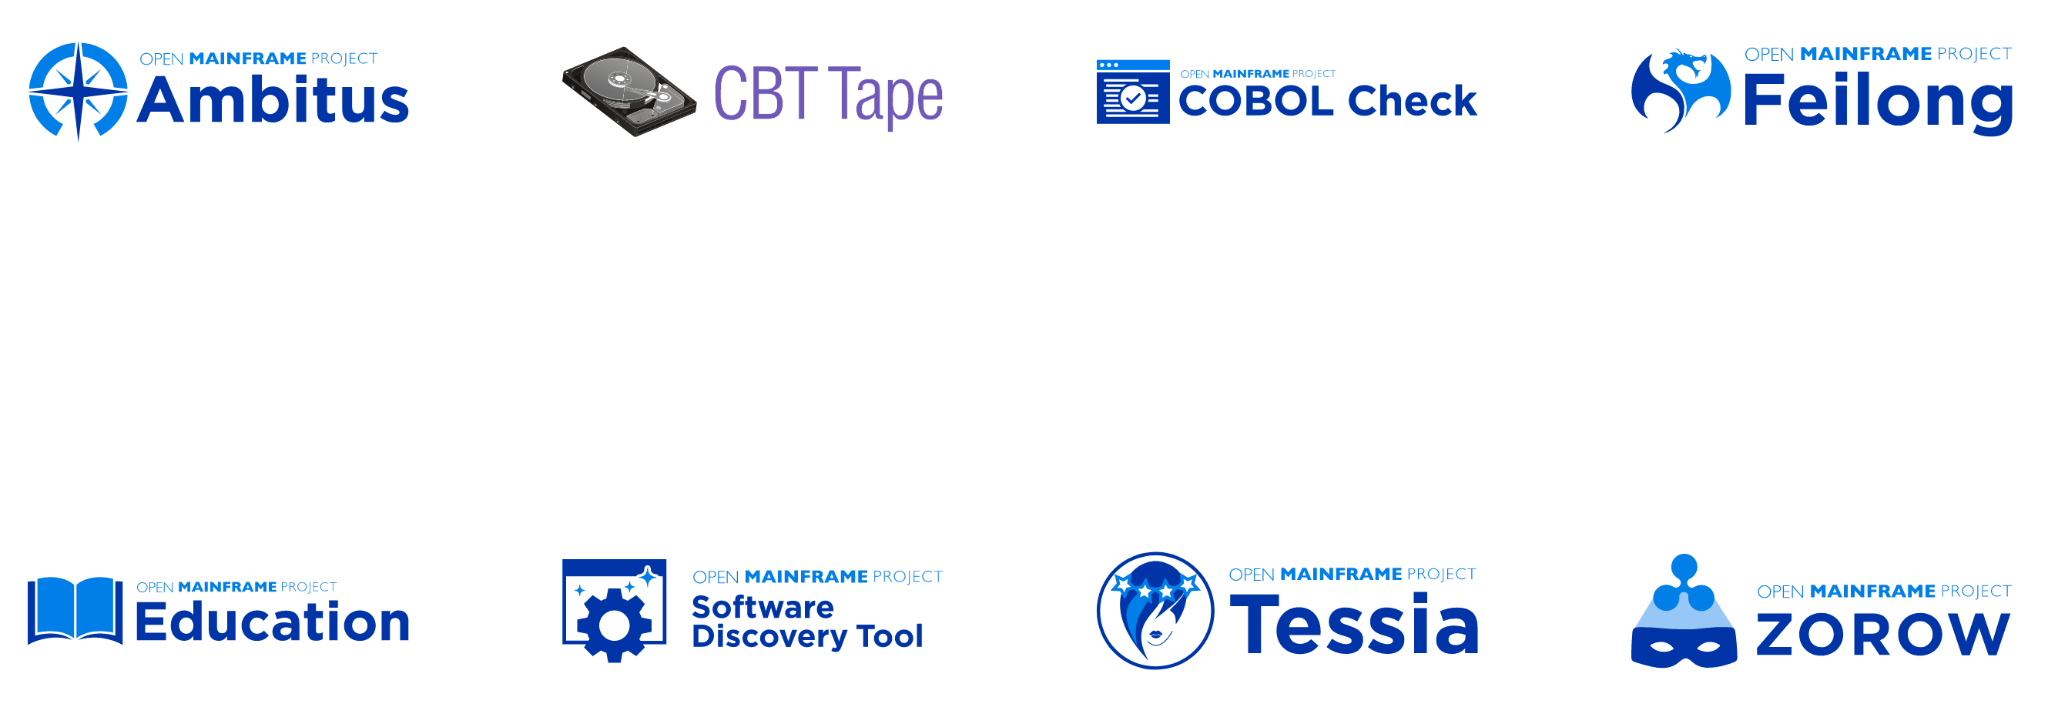 OPEN MAINFRAME PROJECT
Ambitus
CBT Tape
OPEN MAINFRAME PROJECT
COBOL Check
OPEN MAINFRAME PROJECT
Feilong
OPEN MAINFRAME PROJECT
Education
OPEN MAINFRAME PROJECT
Software
Discovery Tool
OPEN MAINFRAME PROJECT
Tessia
OPEN MAINFRAME PROJECT
ZOROW